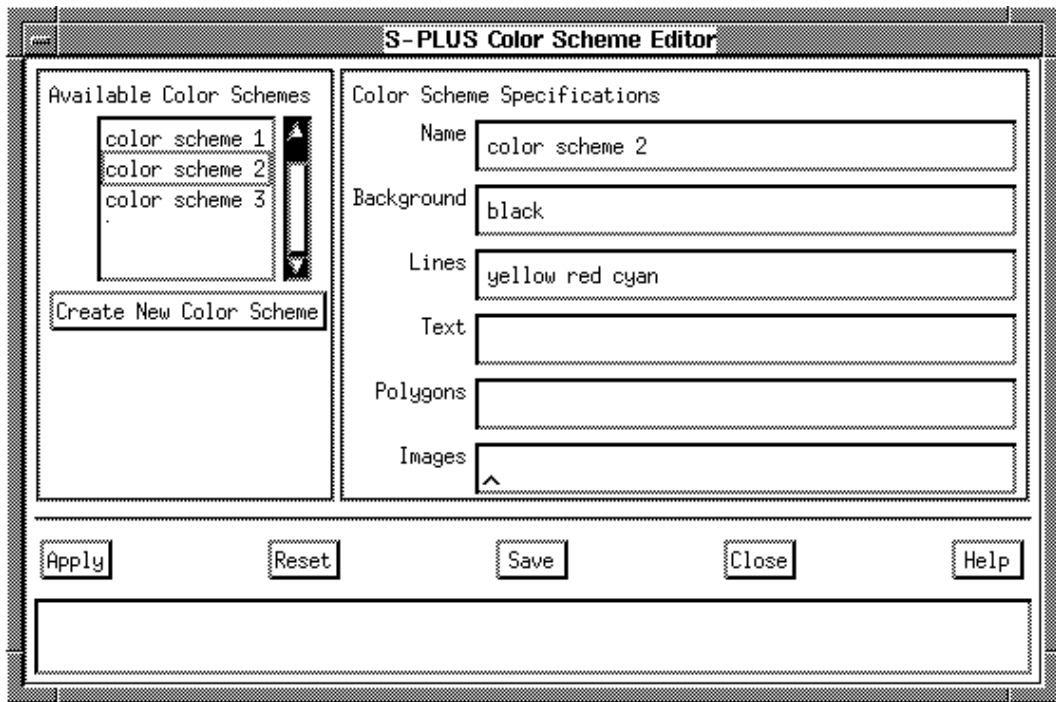 S-PLUS Color Scheme Editor
Available Color Schemes
color scheme 1
color scheme 2
color scheme 3
.
Create New Color Scheme
Color Scheme Specifications
Name
color scheme 2
Background
black
Lines
yellow red cyan
Text
Polygons
Images
^
Apply
Reset
Save
Close
Help